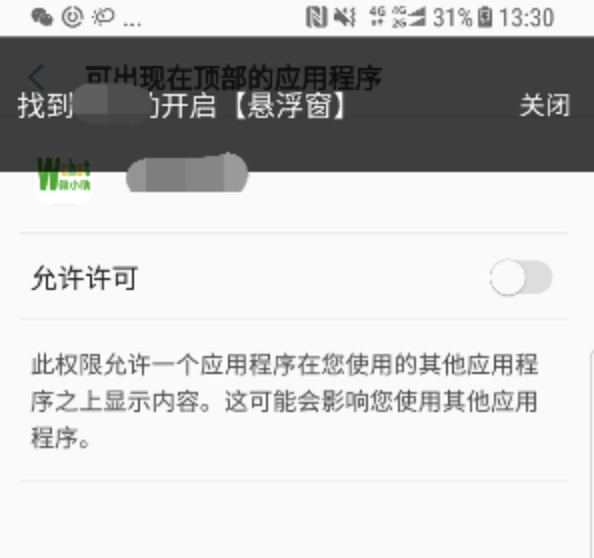 ... 31% 13:30
可出现在顶部的应用程序
找到 开启【悬浮窗】 关闭
允许许可
此权限允许一个应用程序在您使用的其他应用程
序之上显示内容。这可能会影响您使用其他应用
程序。